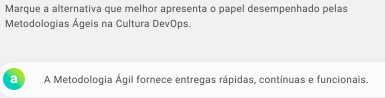 Marque a alternativa que melhor apresenta o papel desempenhado pelas
Metodologias Ágeis na Cultura DevOps.
a A Metodologia Ágil fornece entregas rápidas, contínuas e funcionais.